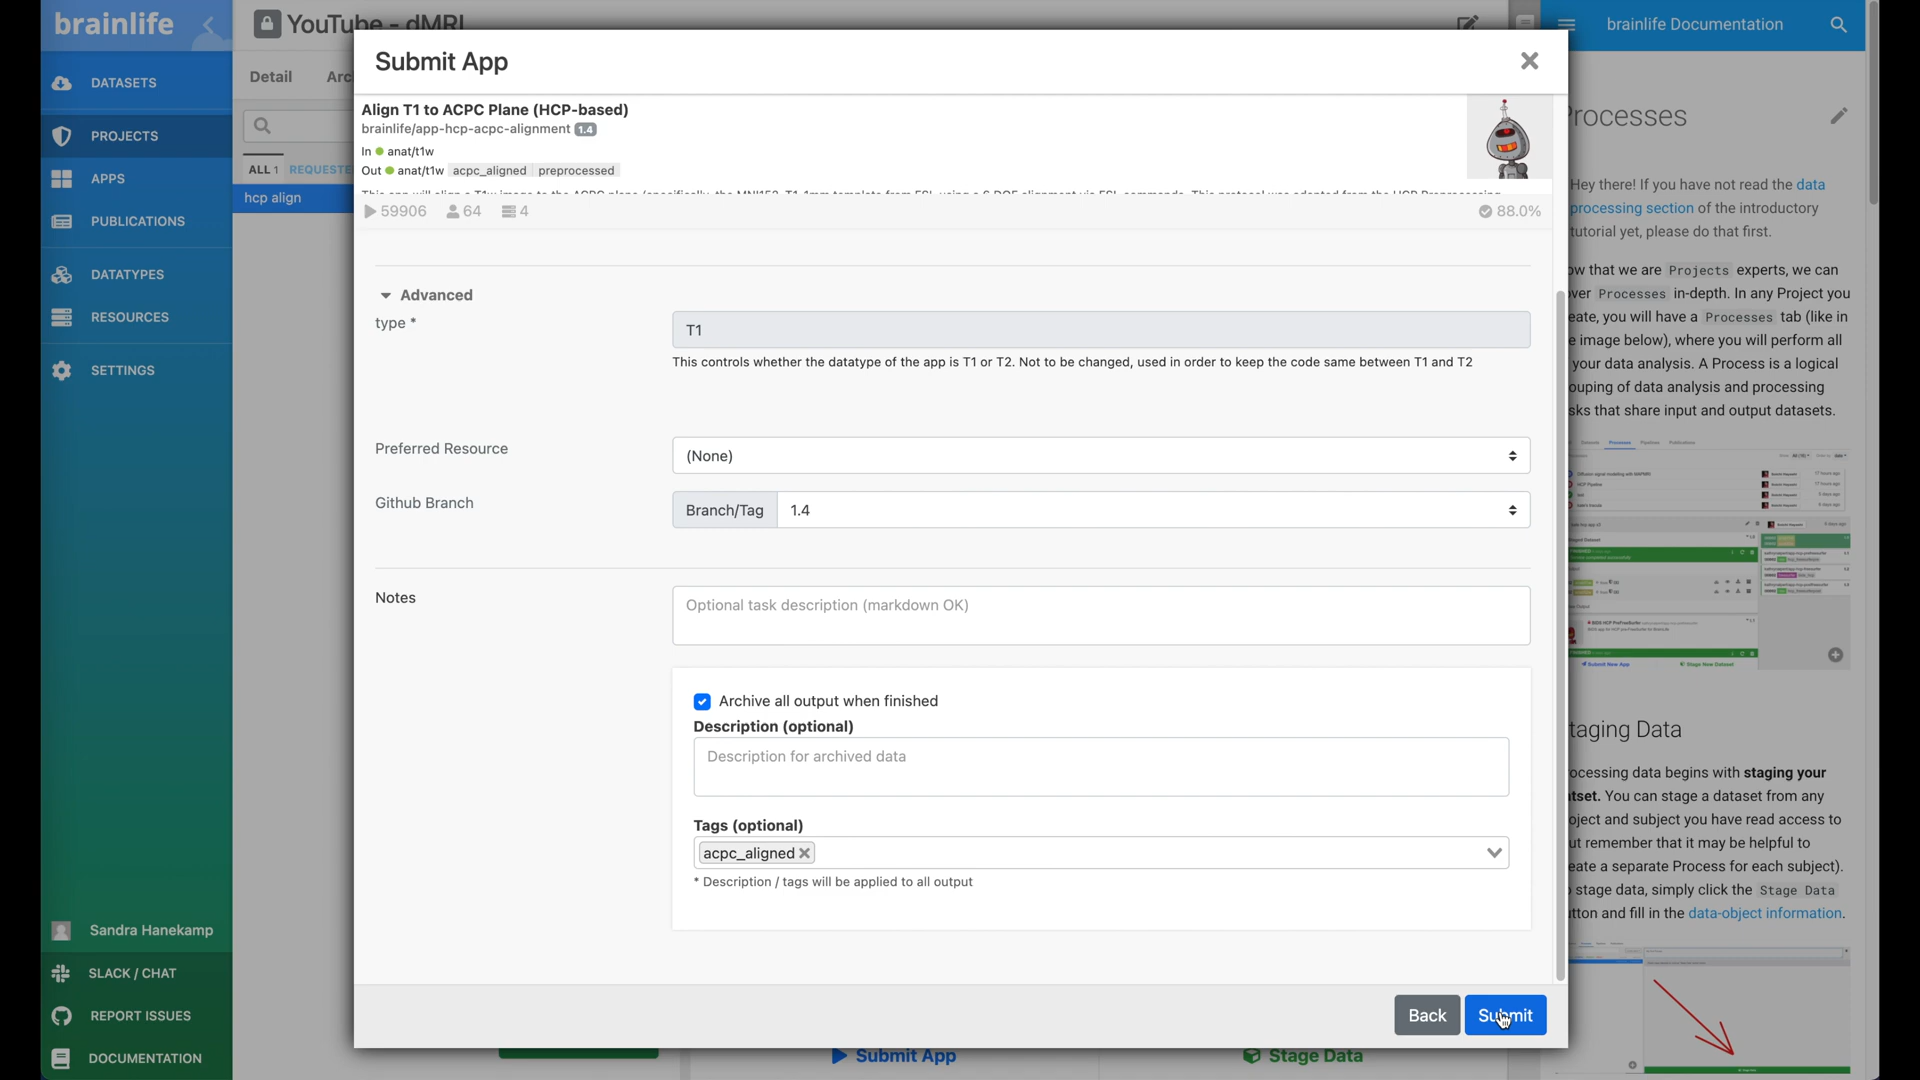 brainlife
YouTube - dMRI
brainlife Documentation
DATASETS
PROJECTS
APPS
PUBLICATIONS
DATATYPES
RESOURCES
SETTINGS
Sandra Hanekamp
SLACK / CHAT
REPORT ISSUES
DOCUMENTATION
Detail Arc
ALL 1 REQUESTE
hcp align
Submit App
Align T1 to ACPC Plane (HCP-based)
brainlife/app-hcp-acpc-alignment 1.4
In anat/t1w
Out anat/t1w acpc_aligned preprocessed
59906 64 4 88.0%
Advanced
type *
T1
This controls whether the datatype of the app is T1 or T2. Not to be changed, used in order to keep the code same between T1 and T2
Preferred Resource
(None)
Github Branch
Branch/Tag 1.4
Notes
Optional task description (markdown OK)
Archive all output when finished
Description (optional)
Description for archived data
Tags (optional)
acpc_aligned
* Description / tags will be applied to all output
Back Submit
Submit App Stage Data
rocesses
Hey there! If you have not read the data
processing section of the introductory
tutorial yet, please do that first.
ow that we are Projects experts, we can
ver Processes in-depth. In any Project you
eate, you will have a Processes tab (like in
e image below), where you will perform all
your data analysis. A Process is a logical
ouping of data analysis and processing
sks that share input and output datasets.
taging Data
ocessing data begins with staging your
tset. You can stage a dataset from any
oject and subject you have read access to
ut remember that it may be helpful to
eate a separate Process for each subject).
stage data, simply click the Stage Data
tton and fill in the data-object information.